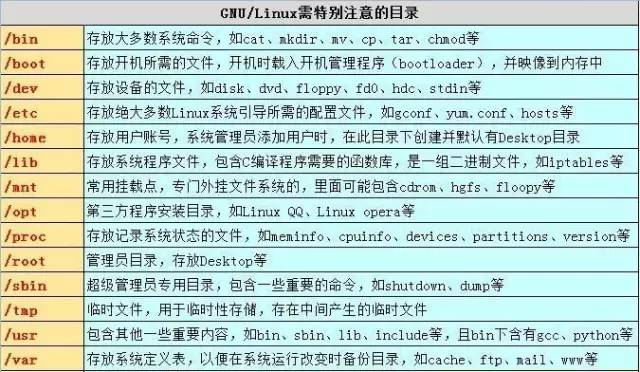 GNU/Linux需特别注意的目录
/bin 存放大多数系统命令，如cat、mkdir、mv、cp、tar、chmod等
/boot 存放开机所需的文件，开机时载入开机管理程序（bootloader），并映像到内存中
/dev 存放设备的文件，如disk、dvd、floppy、fd0、hdc、stdin等
/etc 存放绝大多数Linux系统引导所需的配置文件，如gconf、yum.conf、hosts等
/home 存放用户账号，系统管理员添加用户时，在此目录下创建并默认有Desktop目录
/lib 存放系统程序文件，包含C编译程序需要的函数库，是一组二进制文件，如iptables等
/mnt 常用挂载点，专门外挂文件系统的，里面可能包含cdrom、hgfs、floopy等
/opt 第三方程序安装目录，如Linux QQ、Linux opera等
/proc 存放记录系统状态的文件，如meminfo、cpuinfo、devices、partitions、version等
/root 管理员目录，存放Desktop等
/sbin 超级管理员专用目录，包含一些重要的命令，如shutdown、dump等
/tmp 临时文件，用于临时性存储，存在中间产生的临时文件
/usr 包含其他一些重要内容，如bin、sbin、lib、include等，且bin下含有gcc、python等
/var 存放系统定义表，以便在系统运行改变时备份目录，如cache、ftp、mail、www等